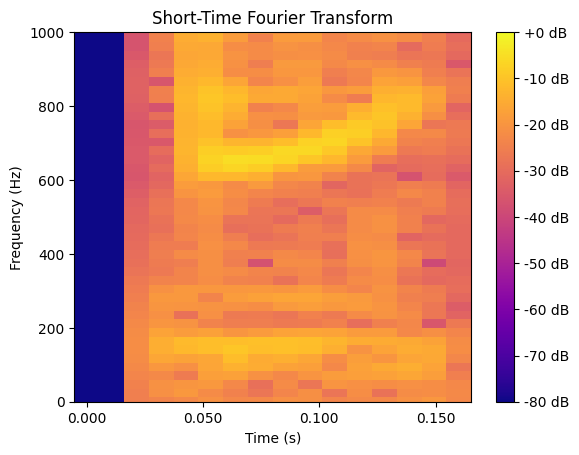 Short-Time Fourier Transform
1000
800
600
400
200
0
Frequency (Hz)
0.000
0.050
0.100
0.150
Time (s)
+0 dB
-10 dB
-20 dB
-30 dB
-40 dB
-50 dB
-60 dB
-70 dB
-80 dB